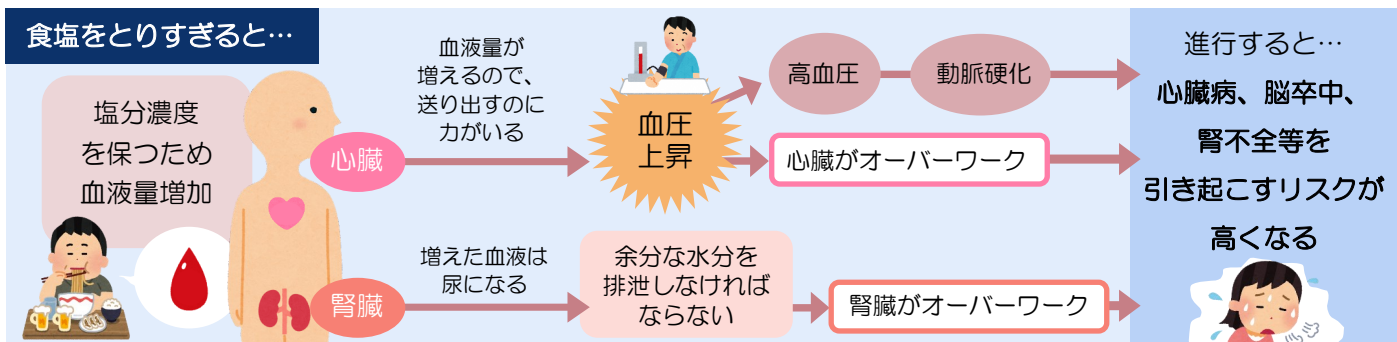 食塩をとりすぎると…
塩分濃度
を保つため
血液量増加
心臓
血液量が
増えるので、
送り出すのに
力がいる
血圧
上昇
高血圧
動脈硬化
心臓がオーバーワーク
腎臓
増えた血液は
尿になる
余分な水分を
排泄しなければ
ならない
腎臓がオーバーワーク
進行すると…
心臓病、脳卒中、
腎不全等を
引き起こすリスクが
高くなる